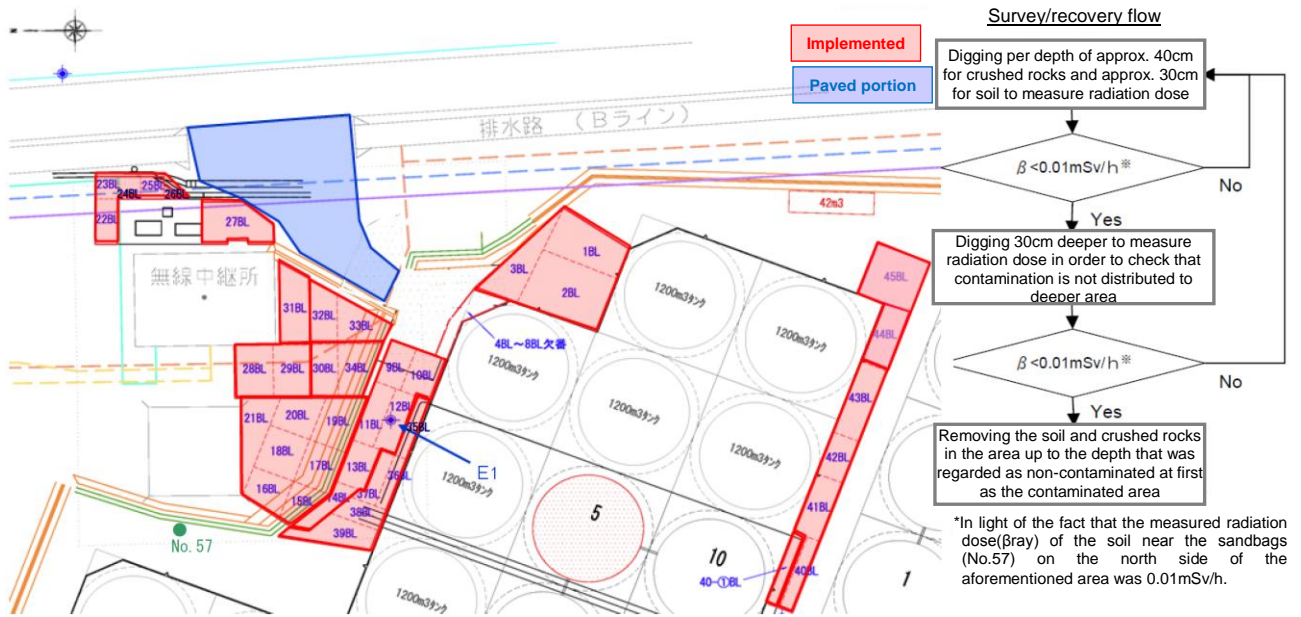 Survey/recovery flow
Implemented
Paved portion
Digging per depth of approx. 40cm
for crushed rocks and approx. 30cm
for soil to measure radiation dose
β<0.01mSv/h※
No
Yes
Digging 30cm deeper to measure
radiation dose in order to check that
contamination is not distributed to
deeper area
β<0.01mSv/h※
No
Yes
Removing the soil and crushed rocks
in the area up to the depth that was
regarded as non-contaminated at first
as the contaminated area
*In light of the fact that the measured radiation
dose(βray) of the soil near the sandbags
(No.57) on the north side of the
aforementioned area was 0.01mSv/h.
排水路 (Bライン)
42m3
23BL
24BL
25BL
26BL
22BL
27BL
無線中継所
31BL
32BL
33BL
28BL
29BL
30BL
34BL
21BL
20BL
19BL
18BL
17BL
16BL
15BL
9BL
10BL
12BL
11BL
35BL
13BL
36BL
14BL
37BL
38BL
39BL
E1
No. 57
1BL
3BL
2BL
4BL~8BL欠番
45BL
44BL
43BL
42BL
41BL
40BL
40-①BL
1200m3タンク
1200m3タンク
1200m3タンク
1200m3タンク
1200m3タンク
1200m3タンク
1200m3タンク
5
10
1